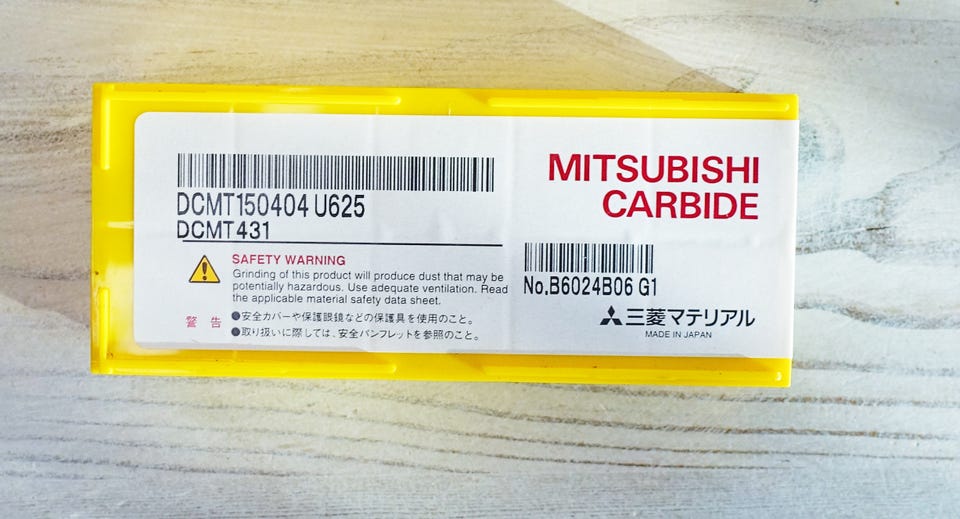 DCMT150404 U625
DCMT431
SAFETY WARNING
Grinding of this product will produce dust that may be
potentially hazardous. Use adequate ventilation. Read
the applicable material safety data sheet.
警 告
●安全カバーや保護眼鏡などの保護具を使用のこと。
●取り扱いに際しては、安全パンフレットを参照のこと。
MITSUBISHI
CARBIDE
No.B6024B06 G1
三菱マテリアル
MADE IN JAPAN